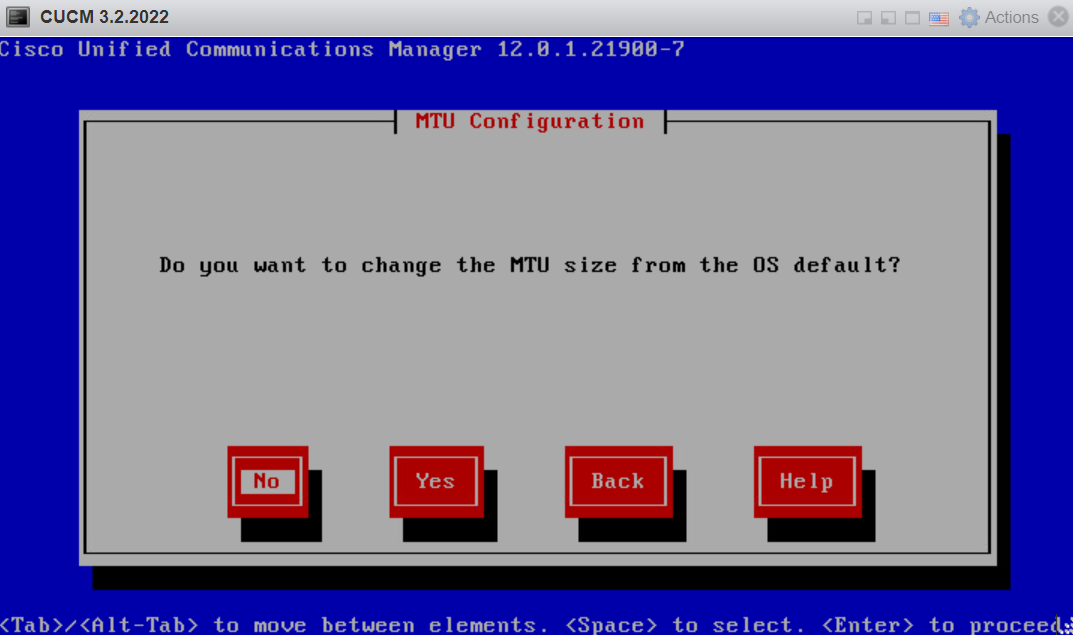 CUCM 3.2.2022
Actions
Cisco Unified Communications Manager 12.0.1.21900-7
MTU Configuration
Do you want to change the MTU size from the OS default?
No
Yes
Back
Help
<Tab>/<Alt-Tab> to move between elements. <Space> to select. <Enter> to proceed.